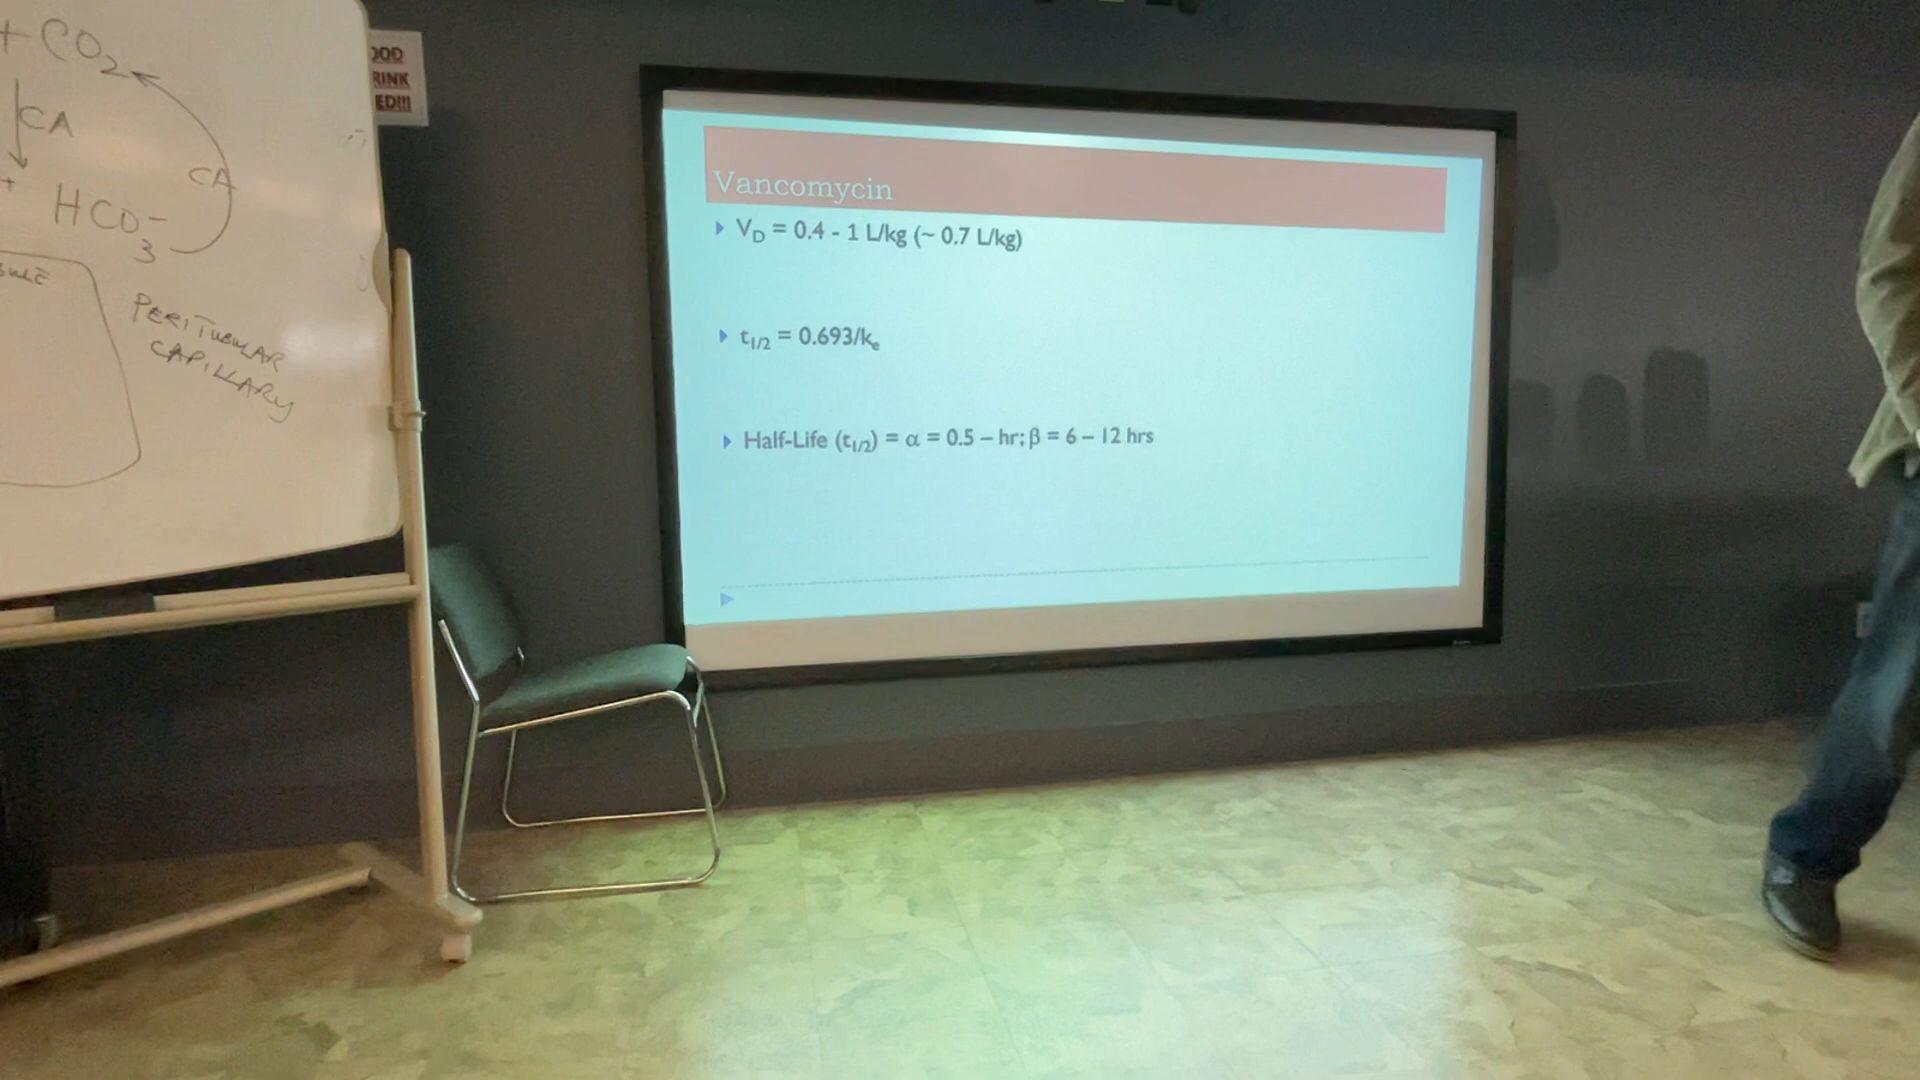 + CO2
CA
CA
+ HCO3-
PERITUBULAR
CAPILLARY
OOD
RINK
ED!!!
Vancomycin
VD = 0.4 - 1 L/kg (~ 0.7 L/kg)
t1/2 = 0.693/ke
Half-Life (t1/2) = α = 0.5 – hr; β = 6 – 12 hrs